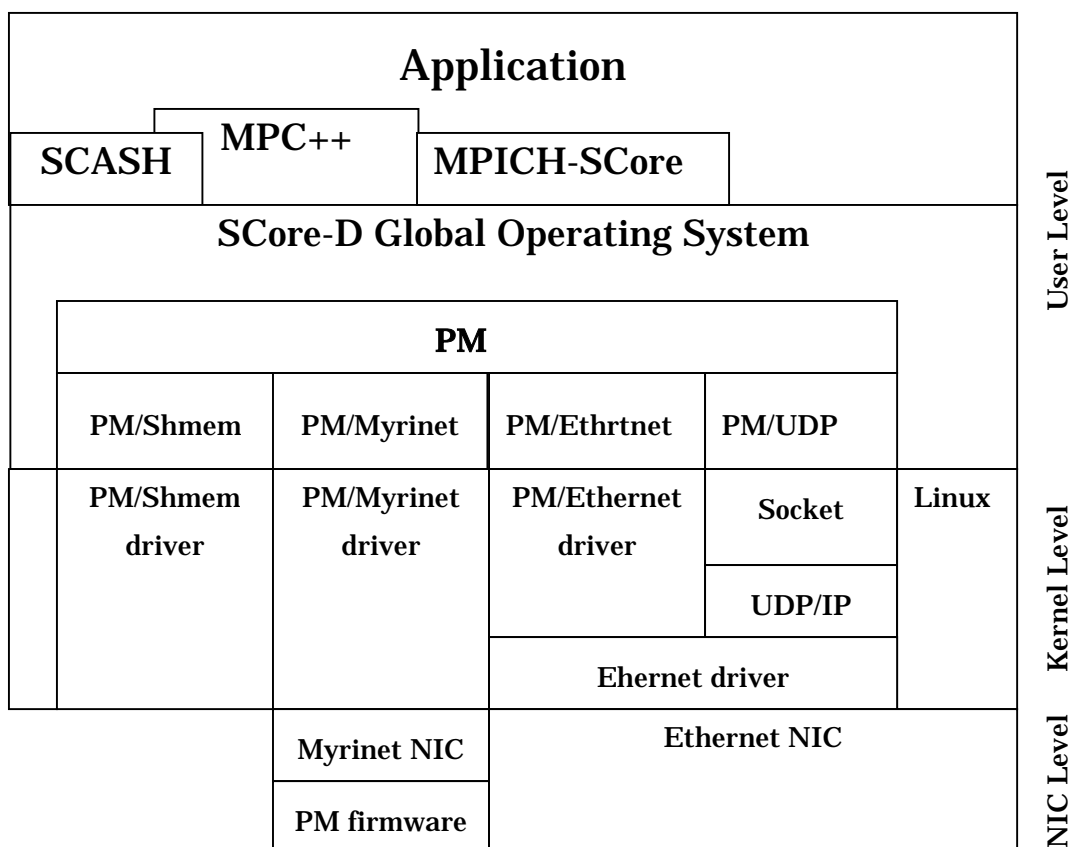 Application
MPC++
SCASH
MPICH-SCore
SCore-D Global Operating System
PM
PM/Shmem
PM/Myrinet
PM/Ethrtnet
PM/UDP
User Level
PM/Shmem
driver
PM/Myrinet
driver
PM/Ethernet
driver
Socket
UDP/IP
Linux
Ehernet driver
Kernel Level
Myrinet NIC
PM firmware
Ethernet NIC
NIC Level